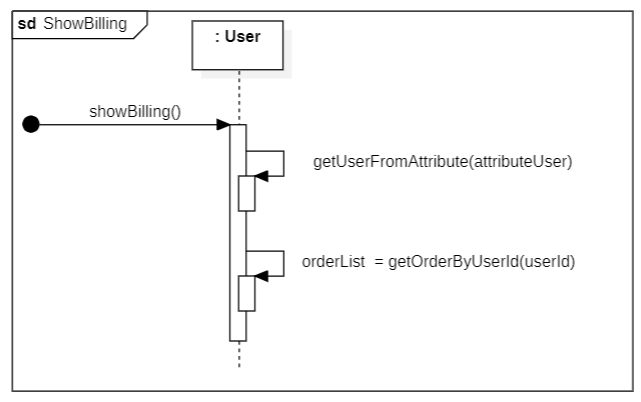 sd ShowBilling
: User
showBilling()
getUserFromAttribute(attributeUser)
orderList = getOrderByUserId(userId)